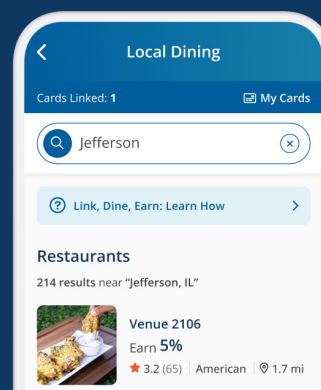 Local Dining
Cards Linked: 1 My Cards
Jefferson
Link, Dine, Earn: Learn How
Restaurants
214 results near “Jefferson, IL”
Venue 2106
Earn 5%
3.2 (65) American 1.7 mi